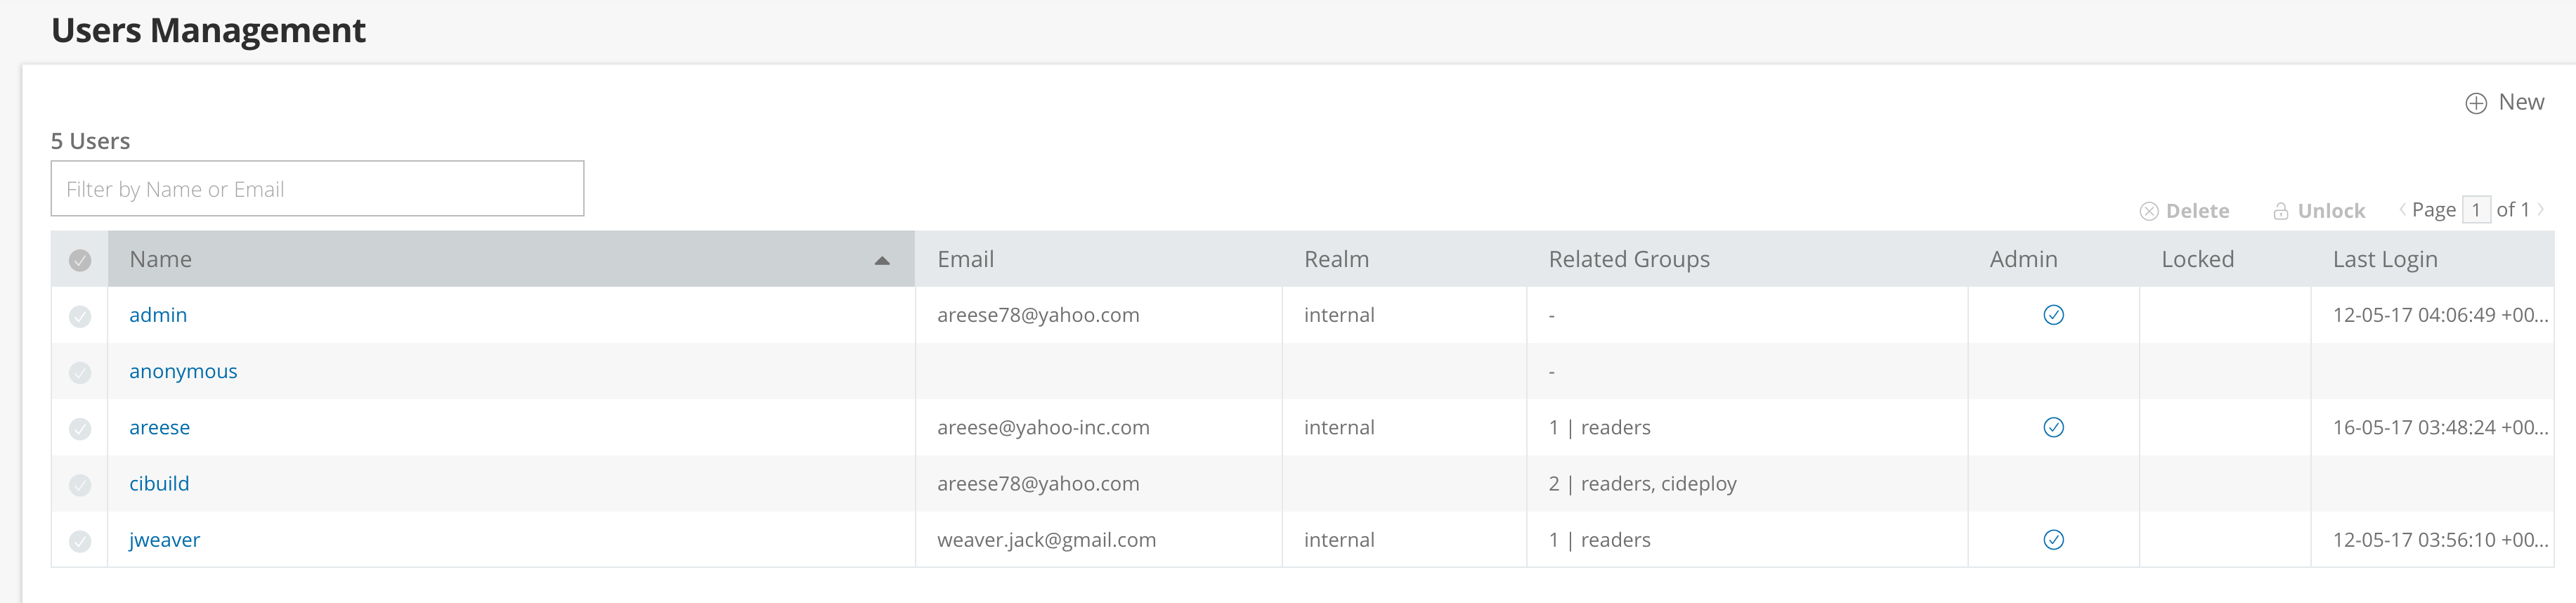 Users Management
New
5 Users
Filter by Name or Email
Delete Unlock Page 1 of 1
Name Email Realm Related Groups Admin Locked Last Login
admin areese78@yahoo.com internal - 12-05-17 04:06:49 +00...
anonymous -
areese areese@yahoo-inc.com internal 1 | readers 16-05-17 03:48:24 +00...
cibuild areese78@yahoo.com 2 | readers, cideploy
jweaver weaver.jack@gmail.com internal 1 | readers 12-05-17 03:56:10 +00...